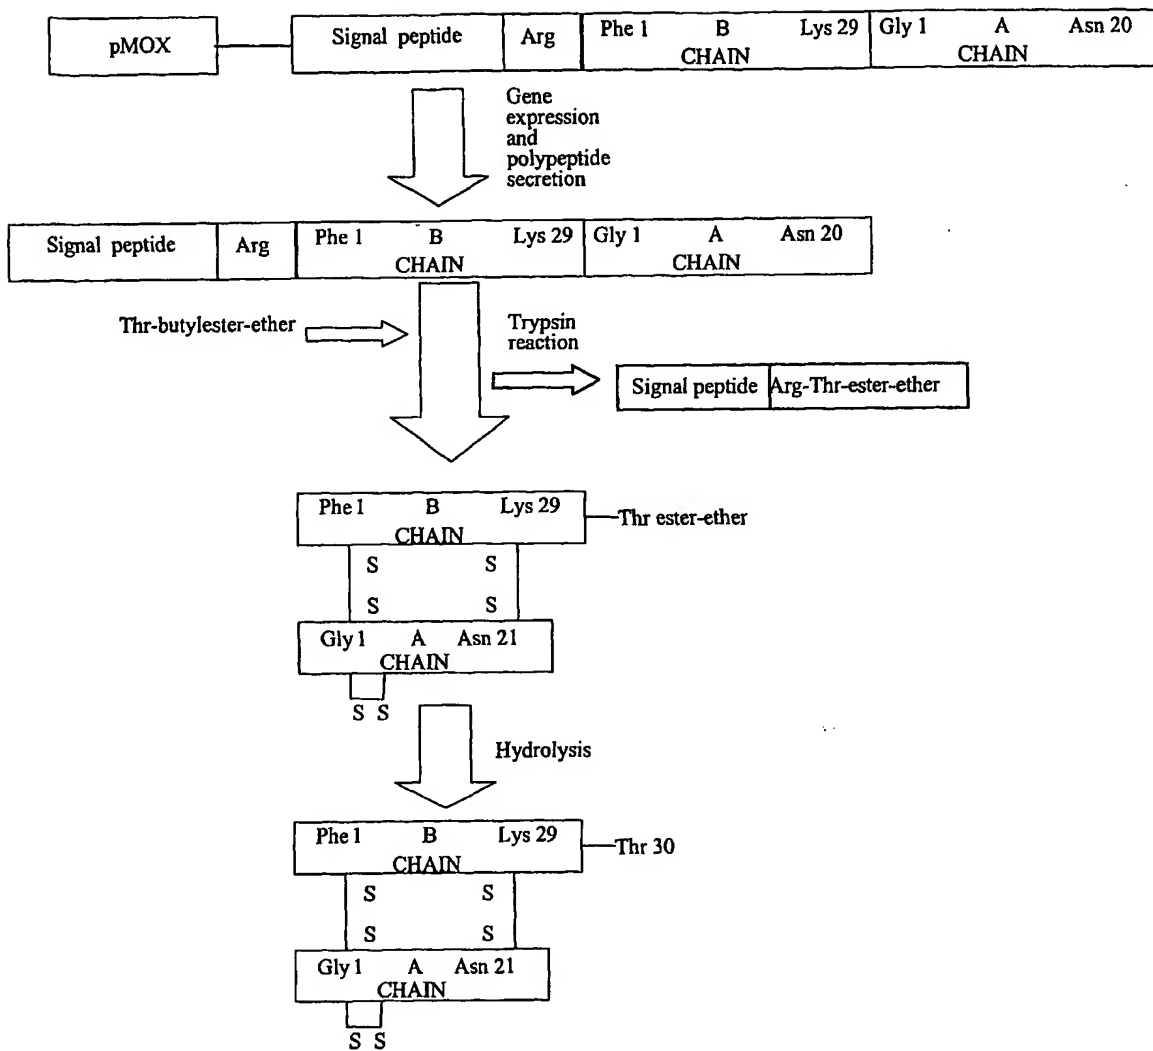 pMOX
Signal peptide
Arg
Phe 1 B Lys 29
CHAIN
Gly 1 A Asn 20
CHAIN
Gene
expression
and
polypeptide
secretion
Signal peptide
Arg
Phe 1 B Lys 29
CHAIN
Gly 1 A Asn 20
CHAIN
Thr-butylester-ether
Trypsin
reaction
Signal peptide
Arg-Thr-ester-ether
Phe 1 B Lys 29
CHAIN
Thr ester-ether
S S
S S
Gly 1 A Asn 21
CHAIN
S S
Hydrolysis
Phe 1 B Lys 29
CHAIN
Thr 30
S S
S S
Gly 1 A Asn 21
CHAIN
S S